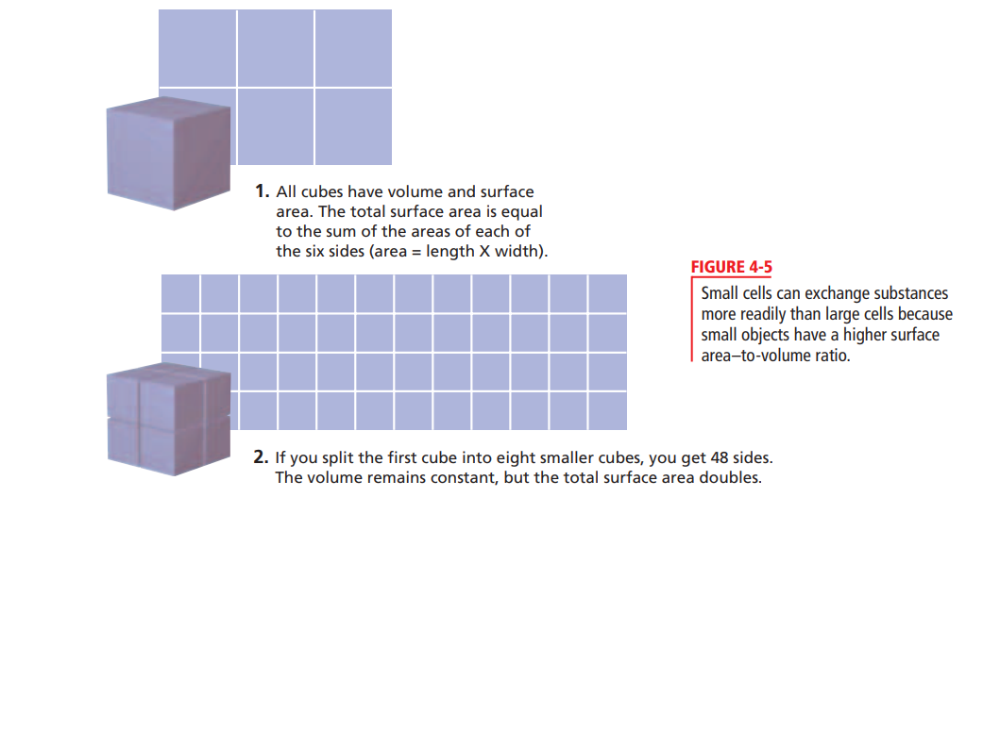 1. All cubes have volume and surface
area. The total surface area is equal
to the sum of the areas of each of
the six sides (area = length X width).
FIGURE 4-5
Small cells can exchange substances
more readily than large cells because
small objects have a higher surface
area–to-volume ratio.
2. If you split the first cube into eight smaller cubes, you get 48 sides.
The volume remains constant, but the total surface area doubles.